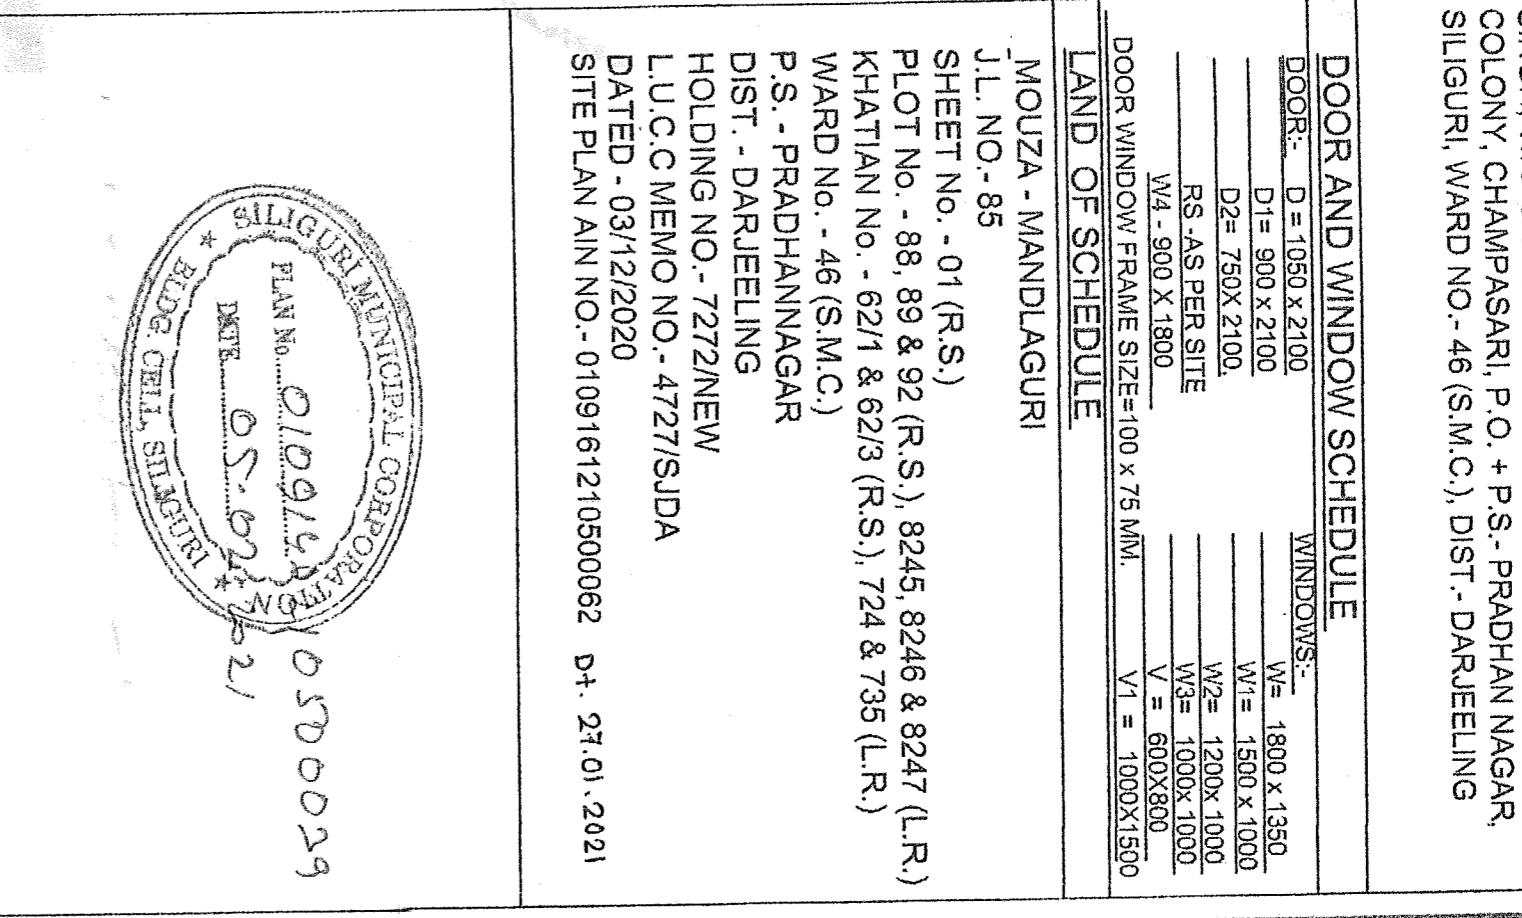 COLONY, CHAMPASARI, P.O. + P.S.- PRADHAN NAGAR,
SILIGURI, WARD NO.- 46 (S.M.C.), DIST.- DARJEELING
DOOR AND WINDOW SCHEDULE
DOOR:- D = 1050 x 2100
D1= 900 x 2100
D2= 750X 2100.
RS -AS PER SITE
W4 - 900 X 1800
WINDOWS:-
W= 1800 x 1350
W1= 1500 x 1000
W2= 1200x 1000
W3= 1000x 1000
V = 600X800
V1 = 1000X1500
DOOR WINDOW FRAME SIZE=100 x 75 MM.
LAND OF SCHEDULE
MOUZA - MANDLAGURI
J.L. NO.- 85
SHEET No. - 01 (R.S.)
PLOT No. - 88, 89 & 92 (R.S.), 8245, 8246 & 8247 (L.R.)
KHATIAN No. - 62/1 & 62/3 (R.S.), 724 & 735 (L.R.)
WARD No. - 46 (S.M.C.)
P.S. - PRADHANNAGAR
DIST. - DARJEELING
HOLDING NO.- 7272/NEW
L.U.C.C MEMO NO.- 4727/SJDA
DATED - 03/12/2020
SITE PLAN AIN NO.- 0109161210500062 Dt. 27.01.2021
SILIGURI MUNICIPAL CORPORATION
PLAN No.
DATE 05.02.2021
BLDG. CELL, SILIGURI